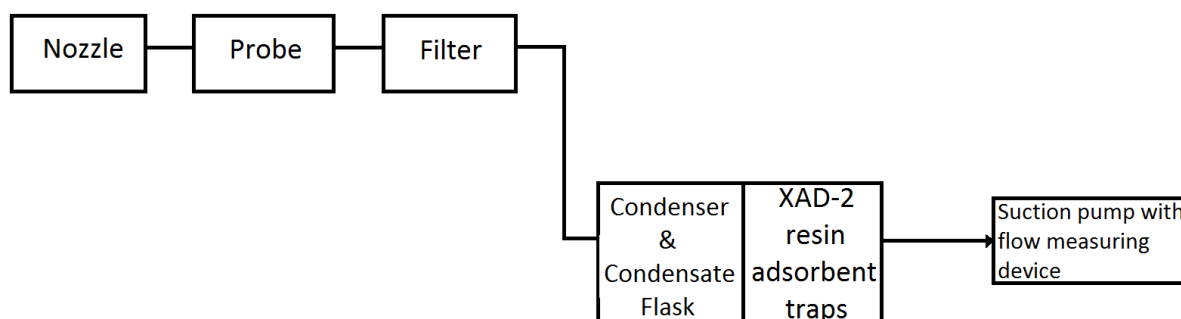 Nozzle
Probe
Filter
Condenser
&
Condensate
Flask
XAD-2
resin
adsorbent
traps
Suction pump with
flow measuring
device